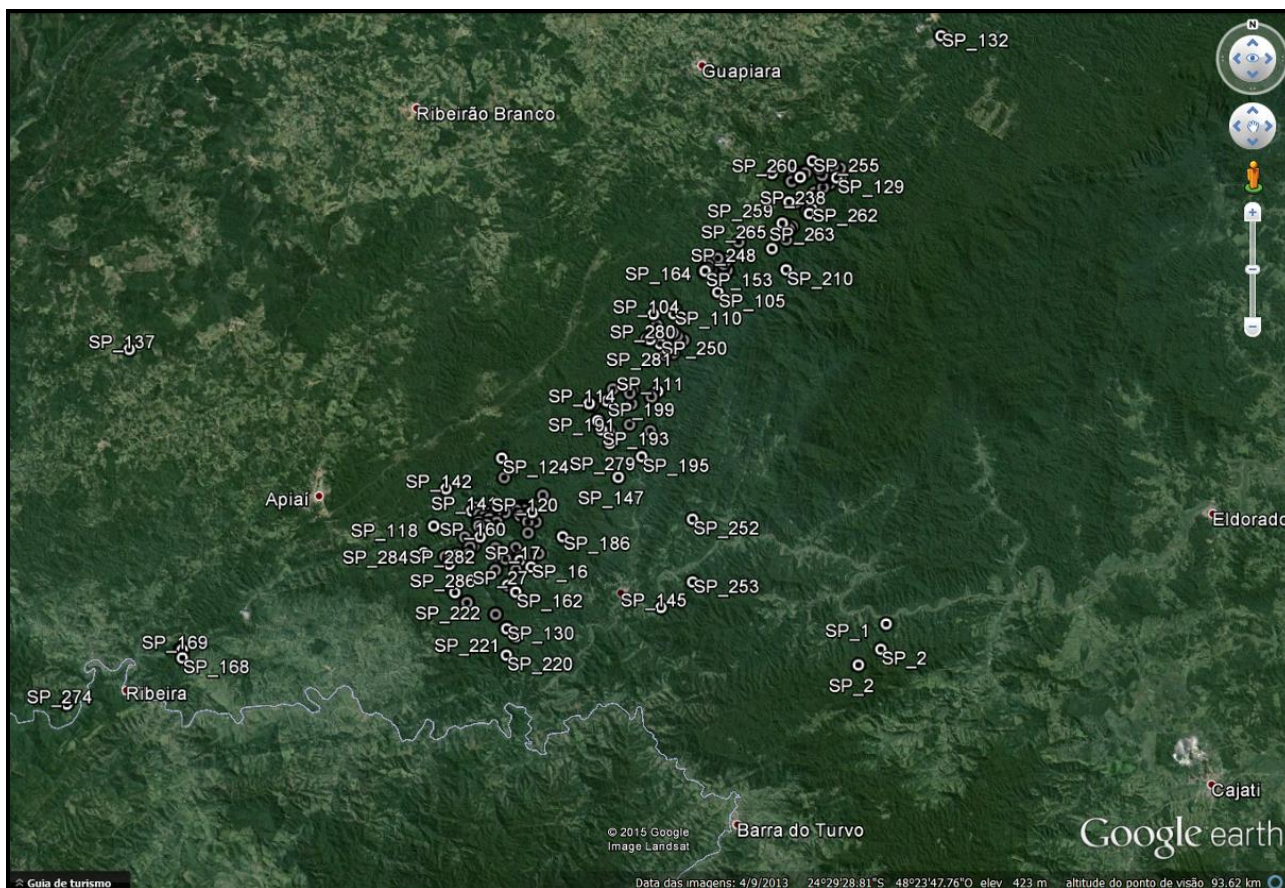 N
SP_132
Guapiara
Ribeirão Branco
SP_260
SP_255
SP_129
SP_238
SP_259
SP_262
SP_265
SP_263
SP_248
SP_164
SP_153
SP_210
SP_105
SP_104
SP_110
SP_280
SP_137
SP_250
SP_281
SP_111
SP_114
SP_199
SP_191
SP_193
SP_195
SP_124
SP_279
SP_142
SP_147
Apiaí
SP_141
SP_120
SP_252
Eldorado
SP_118
SP_160
SP_186
SP_284
SP_282
SP_17
SP_16
SP_286
SP_27
SP_253
SP_162
SP_145
SP_222
SP_1
SP_130
SP_169
SP_221
SP_2
SP_168
SP_220
SP_2
Ribeira
SP_274
Cajati
© 2015 Google
Image Landsat
Barra do Turvo
Google earth
Guia de turismo
Data das imagens: 4/9/2013 24°29'28.81"S 48°23'47.76"O elev 423 m altitude do ponto de visão 93.62 km